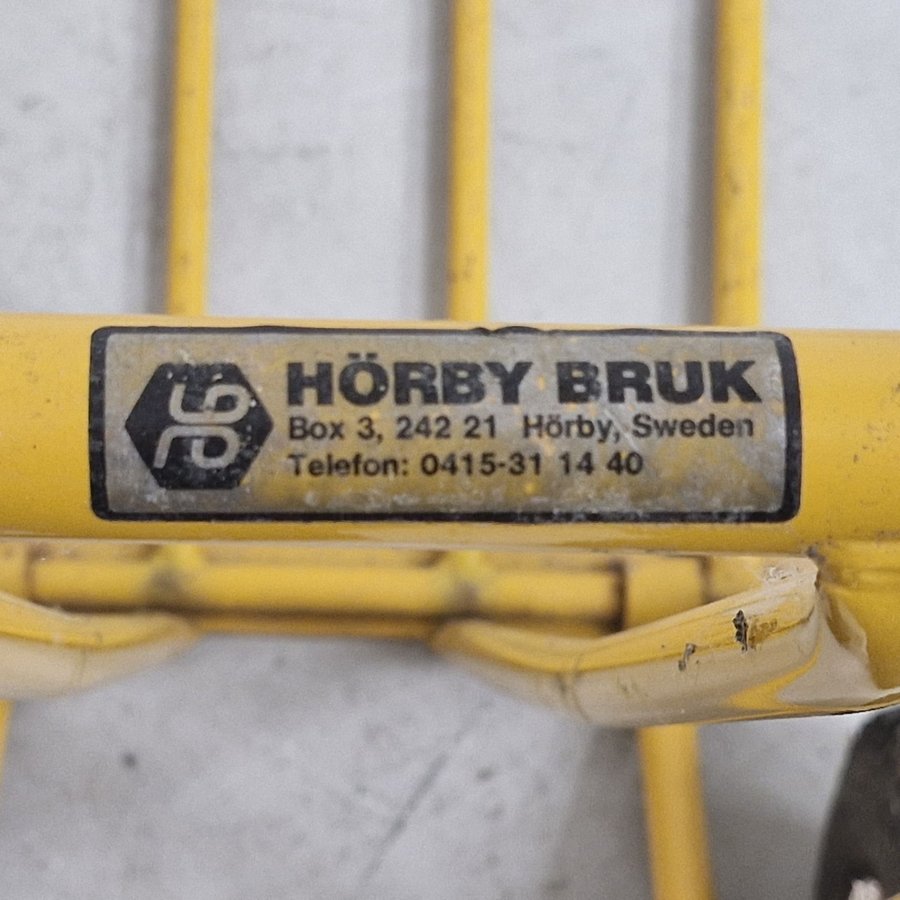 HÖRBY BRUK
Box 3, 242 21 Hörby, Sweden
Telefon: 0415-31 14 40